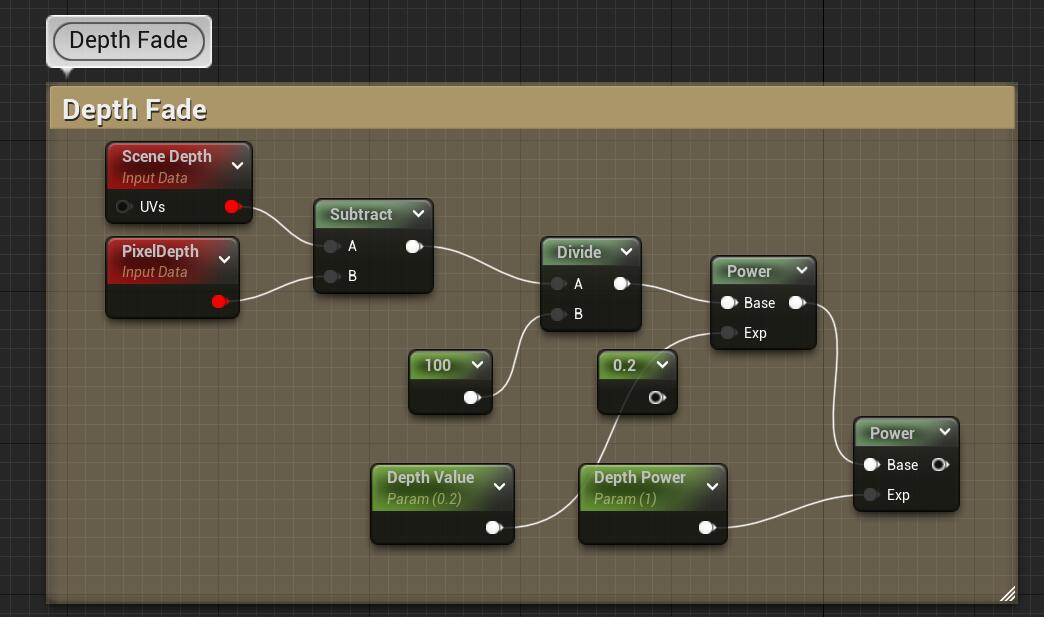 Depth Fade
Depth Fade
Scene Depth
Input Data
UVs
PixelDepth
Input Data
Subtract
A
B
Divide
A
B
Power
Base
Exp
100
0.2
Depth Value
Param (0.2)
Depth Power
Param (1)
Power
Base
Exp